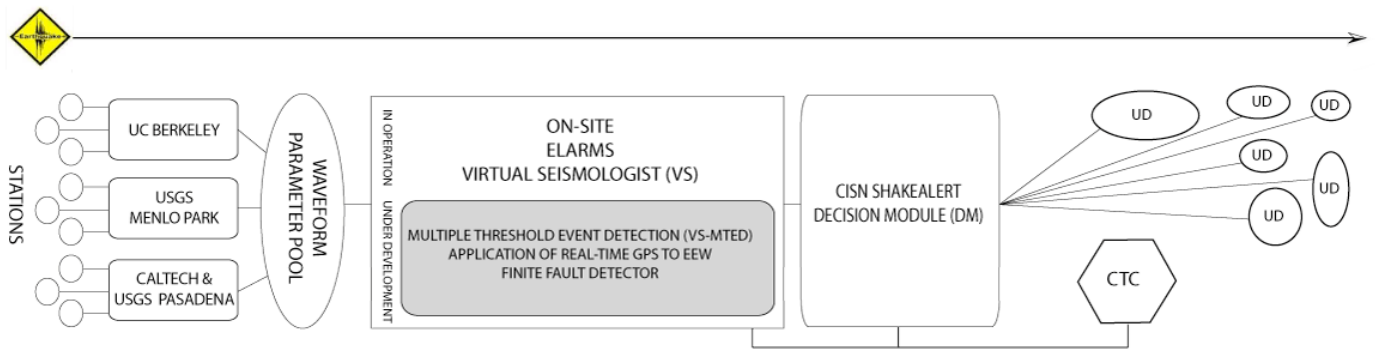 Earthquake
STATIONS
UC BERKELEY
USGS
MENLO PARK
CALTECH &
USGS PASADENA
WAVEFORM
PARAMETER POOL
IN OPERATION
UNDER DEVELOPMENT
ON-SITE
ELARMS
VIRTUAL SEISMOLOGIST (VS)
MULTIPLE THRESHOLD EVENT DETECTION (VS-MTED)
APPLICATION OF REAL-TIME GPS TO EEW
FINITE FAULT DETECTOR
CISN SHAKEALERT
DECISION MODULE (DM)
UD
UD
UD
UD
UD
UD
CTC